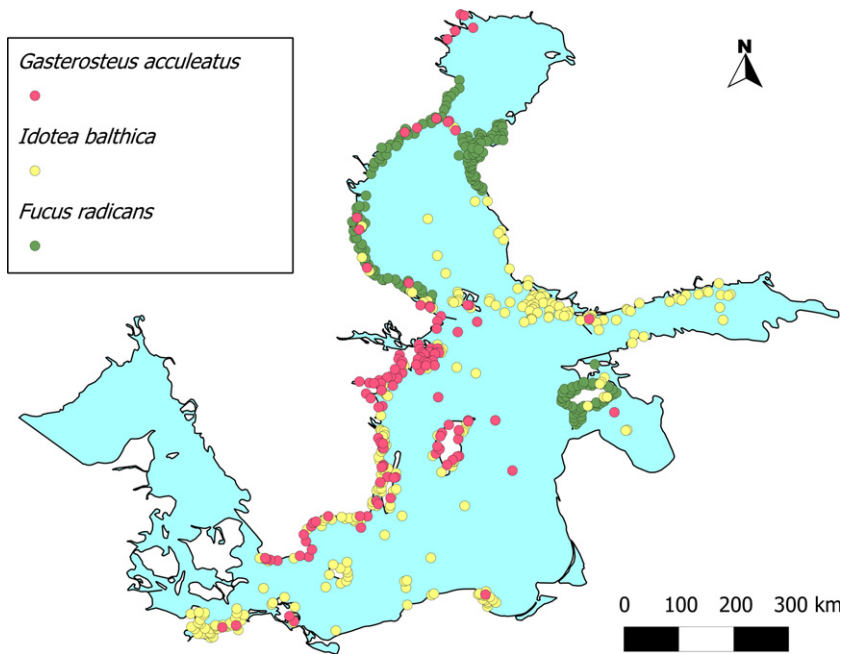 Gasterosteus acculeatus
Idotea balthica
Fucus radicans
N
0 100 200 300 km